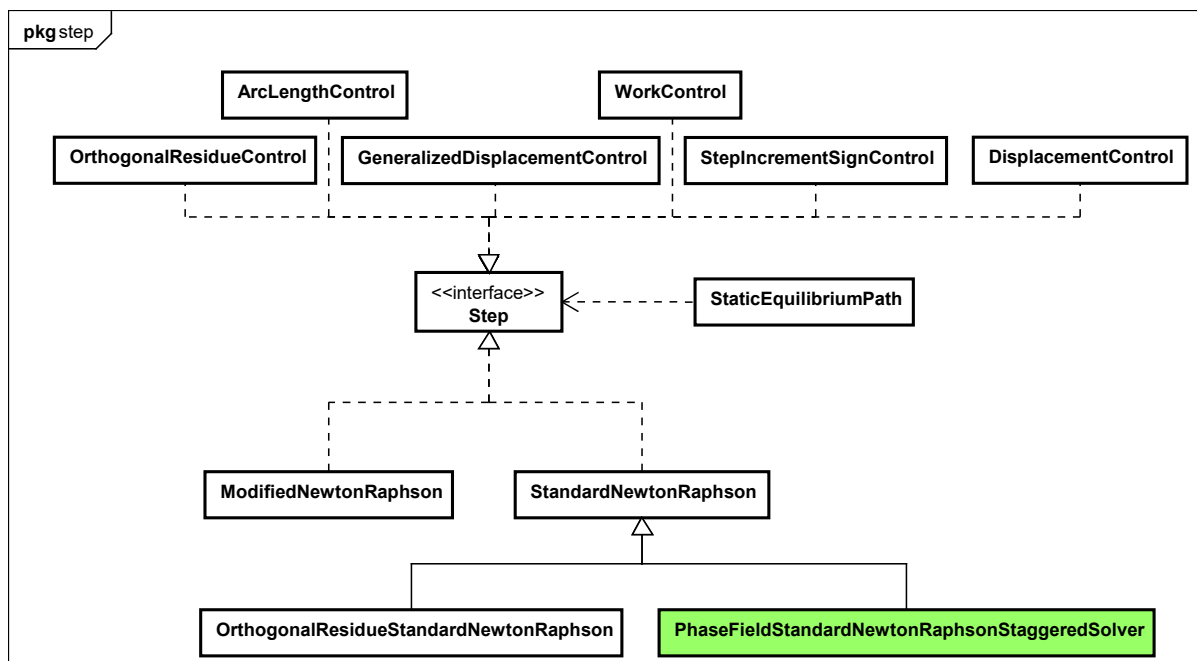 pkg step
ArcLengthControl
WorkControl
OrthogonalResidueControl
GeneralizedDisplacementControl
StepIncrementSignControl
DisplacementControl
<<interface>>
Step
StaticEquilibriumPath
ModifiedNewtonRaphson
StandardNewtonRaphson
OrthogonalResidueStandardNewtonRaphson
PhaseFieldStandardNewtonRaphsonStaggeredSolver